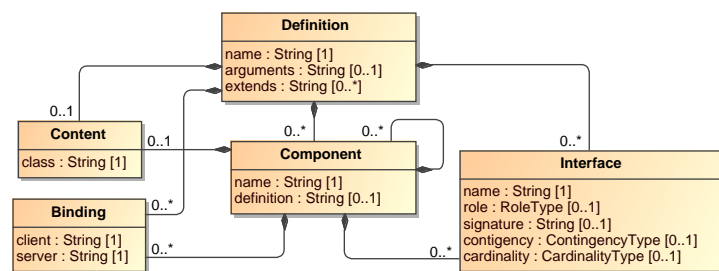 Definition
name : String [1]
arguments : String [0..1]
extends : String [0..*]
0..1
0..*
0..*
0..*
Content
class : String [1]
0..1
Component
name : String [1]
definition : String [0..1]
Interface
name : String [1]
role : RoleType [0..1]
signature : String [0..1]
contigency : ContingencyType [0..1]
cardinality : CardinalityType [0..1]
0..*
Binding
client : String [1]
server : String [1]
0..*
0..*